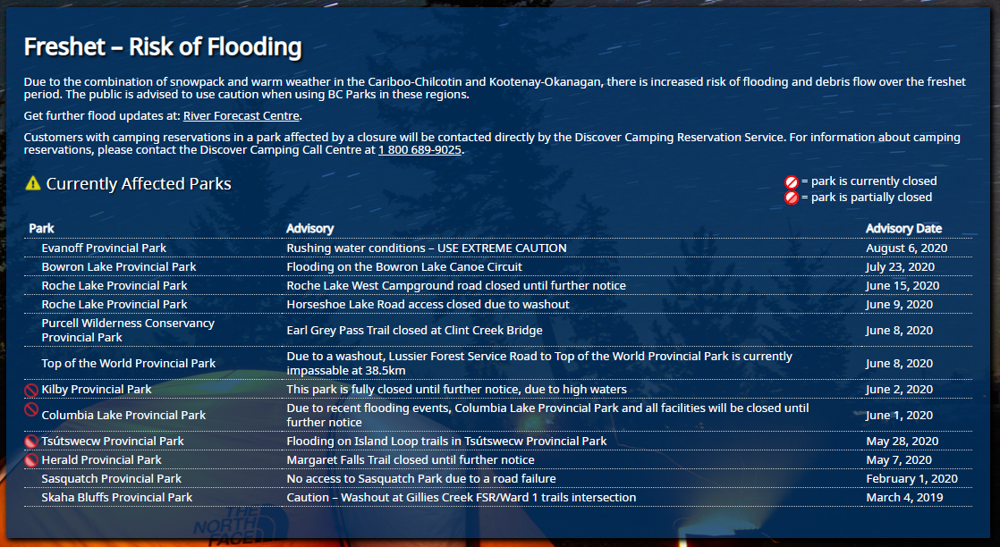 Freshet – Risk of Flooding
Due to the combination of snowpack and warm weather in the Cariboo-Chilcotin and Kootenay-Okanagan, there is increased risk of flooding and debris flow over the freshet
period. The public is advised to use caution when using BC Parks in these regions.
Get further flood updates at: River Forecast Centre.
Customers with camping reservations in a park affected by a closure will be contacted directly by the Discover Camping Reservation Service. For information about camping
reservations, please contact the Discover Camping Call Centre at 1 800 689-9025.
Currently Affected Parks
= park is currently closed
= park is partially closed
Park Advisory Advisory Date
Evanoff Provincial Park Rushing water conditions – USE EXTREME CAUTION August 6, 2020
Bowron Lake Provincial Park Flooding on the Bowron Lake Canoe Circuit July 23, 2020
Roche Lake Provincial Park Roche Lake West Campground road closed until further notice June 15, 2020
Roche Lake Provincial Park Horseshoe Lake Road access closed due to washout June 9, 2020
Purcell Wilderness Conservancy
Provincial Park
Earl Grey Pass Trail closed at Clint Creek Bridge June 8, 2020
Top of the World Provincial Park
Due to a washout, Lussier Forest Service Road to Top of the World Provincial Park is currently
impassable at 38.5km
June 8, 2020
Kilby Provincial Park This park is fully closed until further notice, due to high waters June 2, 2020
Columbia Lake Provincial Park
Due to recent flooding events, Columbia Lake Provincial Park and all facilities will be closed until
further notice
June 1, 2020
Tsútswecw Provincial Park Flooding on Island Loop trails in Tsútswecw Provincial Park May 28, 2020
Herald Provincial Park Margaret Falls Trail closed until further notice May 7, 2020
Sasquatch Provincial Park No access to Sasquatch Park due to a road failure February 1, 2020
Skaha Bluffs Provincial Park Caution – Washout at Gillies Creek FSR/Ward 1 trails intersection March 4, 2019
THE
NORTH
FACE